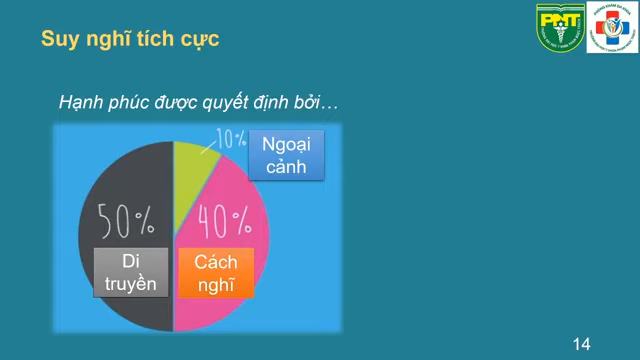 Suy nghĩ tích cực
PNT
Hạnh phúc được quyết định bởi…
10%
Ngoại
cảnh
50%
40%
Di
truyền
Cách
nghĩ
14